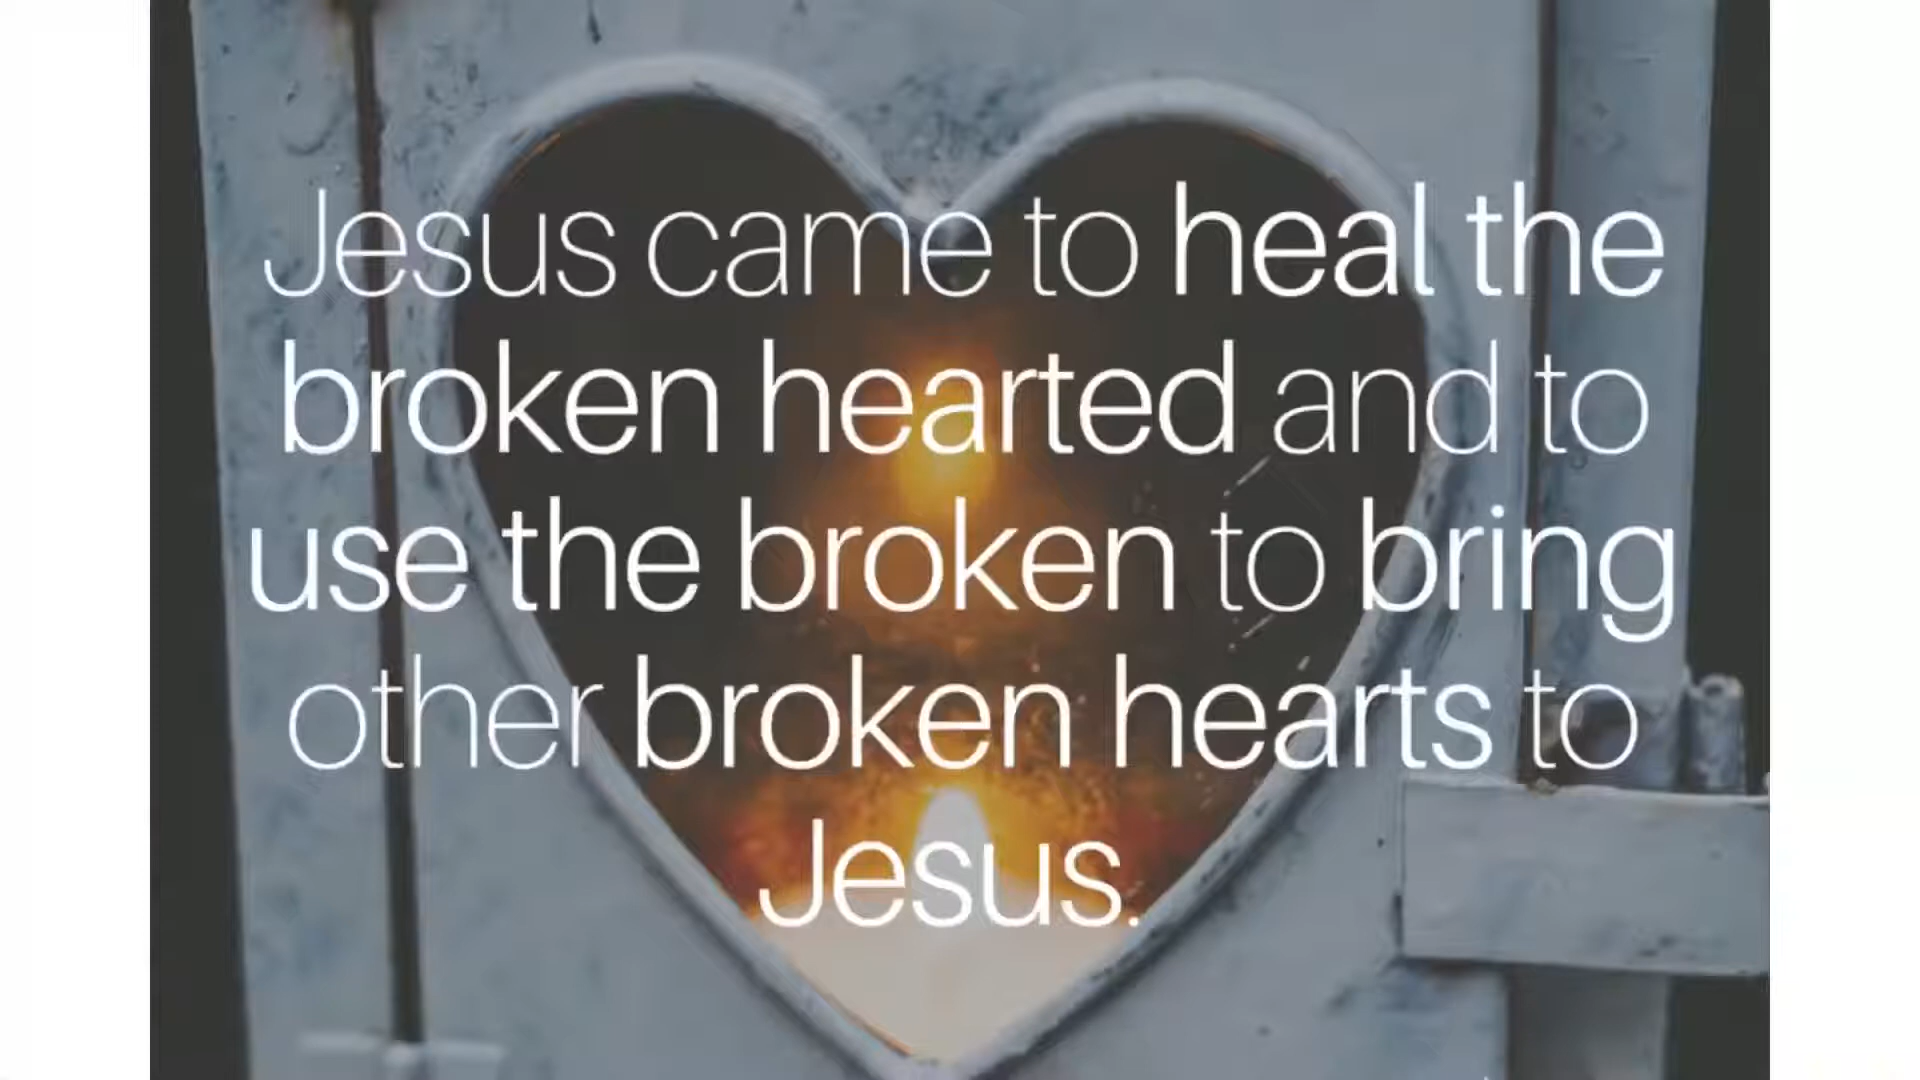 Jesus came to heal the
broken hearted and to
use the broken to bring
other broken hearts to
Jesus.